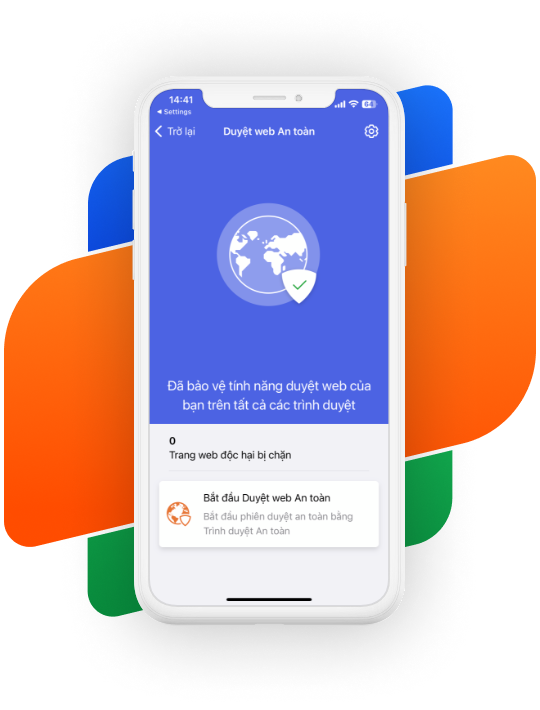 14:41
64
◀ Settings
Trở lại
Duyệt web An toàn
Đã bảo vệ tính năng duyệt web của
bạn trên tất cả các trình duyệt
0
Trang web độc hại bị chặn
Bắt đầu Duyệt web An toàn
Bắt đầu phiên duyệt an toàn bằng
Trình duyệt An toàn